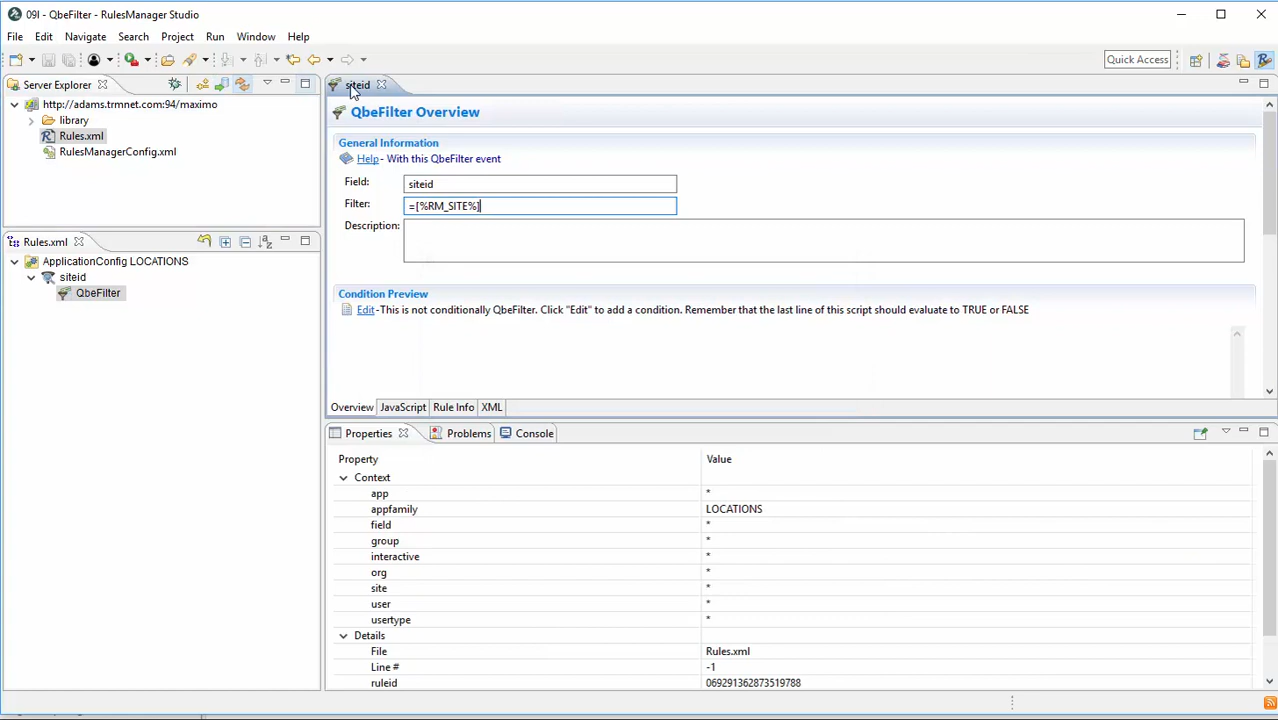 09I - QbeFilter - RulesManager Studio
File Edit Navigate Search Project Run Window Help
Quick Access
Server Explorer
http://adams.trmnet.com:94/maximo
library
Rules.xml
RulesManagerConfig.xml
Rules.xml
ApplicationConfig LOCATIONS
siteid
QbeFilter
siteid
QbeFilter Overview
General Information
Help - With this QbeFilter event
Field: siteid
Filter: =[%RM_SITE%]
Description:
Condition Preview
Edit -This is not conditionally QbeFilter. Click "Edit" to add a condition. Remember that the last line of this script should evaluate to TRUE or FALSE
Overview JavaScript Rule Info XML
Properties Problems Console
Property Value
Context
app *
appfamily LOCATIONS
field *
group *
interactive *
org *
site *
user *
usertype *
Details
File Rules.xml
Line # -1
ruleid 069291362873519788